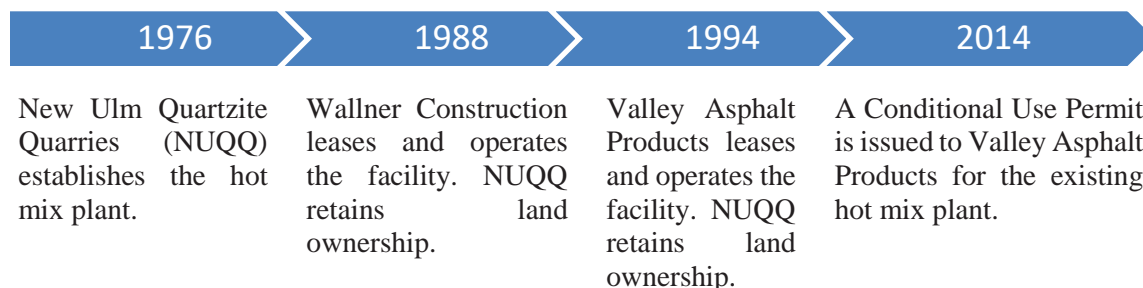 1976
1988
1994
2014
New Ulm Quartzite
Quarries (NUQQ)
establishes the hot
mix plant.
Wallner Construction
leases and operates
the facility. NUQQ
retains land
ownership.
Valley Asphalt
Products leases
and operates the
facility. NUQQ
retains land
ownership.
A Conditional Use Permit
is issued to Valley Asphalt
Products for the existing
hot mix plant.